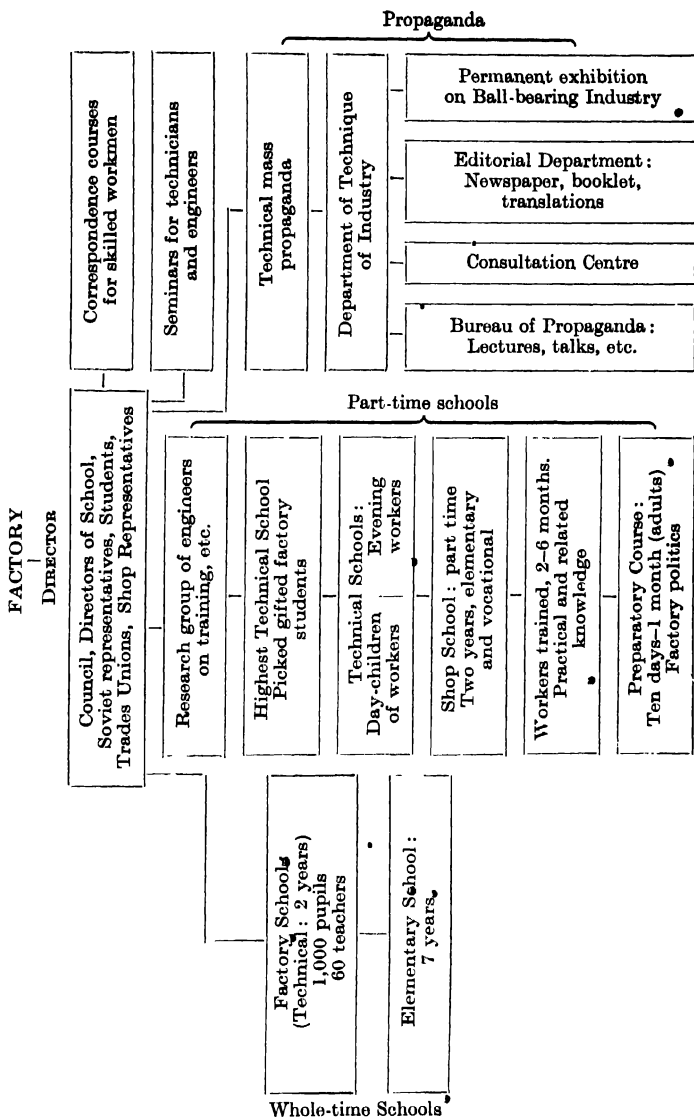 FACTORY
DIRECTOR
Council, Directors of School,
Soviet representatives, Students,
Trades Unions, Shop Representatives
Correspondence courses
for skilled workmen
Seminars for technicians
and engineers
Propaganda
Technical mass
propaganda
Department of Technique
of Industry
Permanent exhibition
on Ball-bearing Industry
Editorial Department:
Newspaper, booklet,
translations
Consultation Centre
Bureau of Propaganda:
Lectures, talks, etc.
Part-time schools
Research group of engineers
on training, etc.
Highest Technical School
Picked gifted factory
students
Technical Schools:
Day-children
of workers
Evening
workers
Shop School: part time
Two years, elementary
and vocational
Workers trained, 2–6 months.
Practical and related
knowledge
Preparatory Course:
Ten days–1 month (adults)
Factory politics
Whole-time Schools
Factory Schools
(Technical: 2 years)
1,000 pupils
60 teachers
Elementary School:
7 years